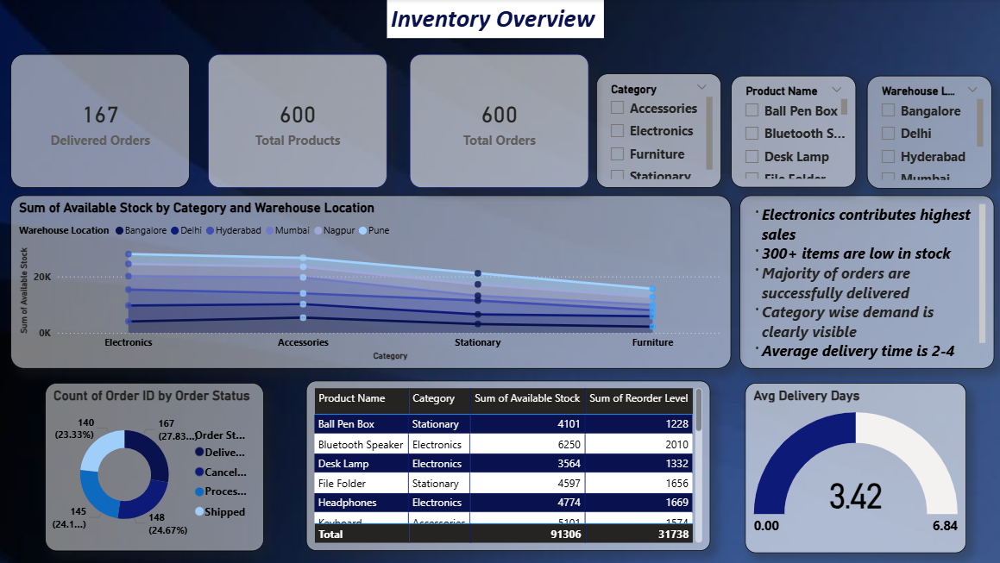 Inventory Overview
167
Delivered Orders
600
Total Products
600
Total Orders
Category
Accessories
Electronics
Furniture
Stationary
Product Name
Ball Pen Box
Bluetooth S...
Desk Lamp
File Folder
Warehouse L...
Bangalore
Delhi
Hyderabad
Mumbai
Sum of Available Stock by Category and Warehouse Location
Warehouse Location Bangalore Delhi Hyderabad Mumbai Nagpur Pune
Sum of Available Stock
20K
0K
Electronics Accessories Stationary Furniture
Category
• Electronics contributes highest
sales
• 300+ items are low in stock
• Majority of orders are
successfully delivered
• Category wise demand is
clearly visible
• Average delivery time is 2-4
Count of Order ID by Order Status
140
(23.33%)
167
(27.83...)
145
(24.1...)
148
(24.67%)
Order St...
Delive...
Cancel...
Proces...
Shipped
Product Name Category Sum of Available Stock Sum of Reorder Level
Ball Pen Box Stationary 4101 1228
Bluetooth Speaker Electronics 6250 2010
Desk Lamp Electronics 3564 1332
File Folder Stationary 4597 1656
Headphones Electronics 4774 1669
Keyboard Accessories 5101 1574
Total 91306 31738
Avg Delivery Days
3.42
0.00
6.84